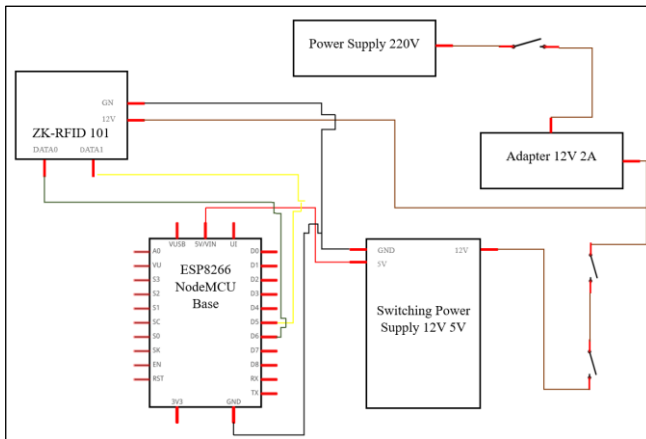 Power Supply 220V
GN
12V
ZK-RFID 101
DATA0
DATA1
Adapter 12V 2A
VUSB
5V/VIN
UI
A0
VU
S3
S2
S1
SC
S0
SK
EN
RST
ESP8266
NodeMCU
Base
D0
D1
D2
D3
D4
D5
D6
D7
D8
RX
TX
3V3
GND
GND
12V
5V
Switching Power
Supply 12V 5V